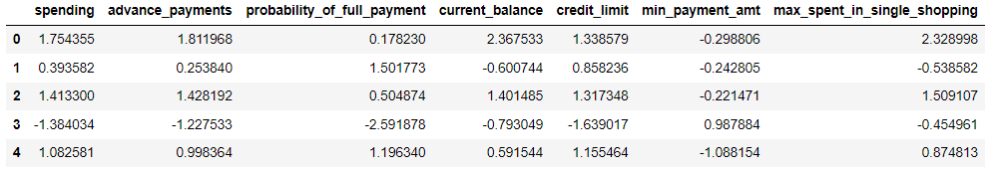 spending advance_payments probability_of_full_payment current_balance credit_limit min_payment_amt max_spent_in_single_shopping
0 1.754355 1.811968 0.178230 2.367533 1.338579 -0.298806 2.328998
1 0.393582 0.253840 1.501773 -0.600744 0.858236 -0.242805 -0.538582
2 1.413300 1.428192 0.504874 1.401485 1.317348 -0.221471 1.509107
3 -1.384034 -1.227533 -2.591878 -0.793049 -1.639017 0.987884 -0.454961
4 1.082581 0.998364 1.196340 0.591544 1.155464 -1.088154 0.874813